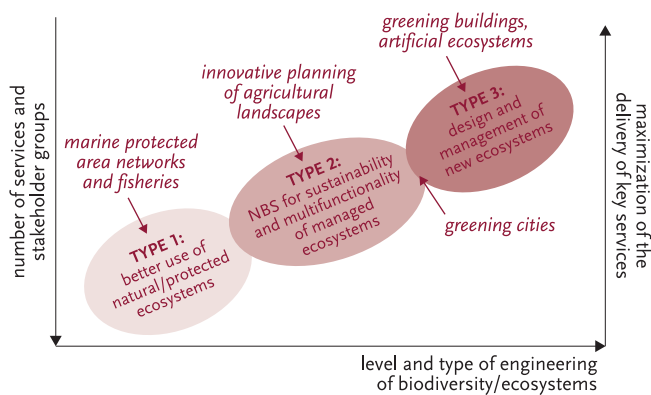 greening buildings,
artificial ecosystems
innovative planning
of agricultural
landscapes
marine protected
area networks
and fisheries
number of services and
stakeholder groups
TYPE 1:
better use of
natural/protected
ecosystems
TYPE 2:
NBS for sustainability
and multifunctionality
of managed
ecosystems
TYPE 3:
design and
management of
new ecosystems
greening cities
maximization of the
delivery of key services
level and type of engineering
of biodiversity/ecosystems